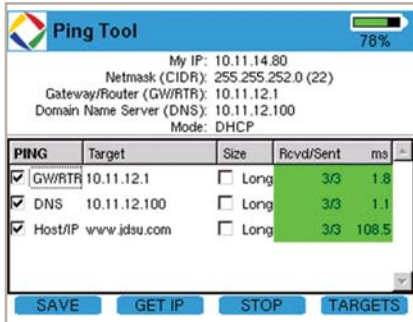 Ping Tool
78%
My IP: 10.11.14.80
Netmask (CIDR): 255.255.252.0 (22)
Gateway/Router (GW/RTR): 10.11.12.1
Domain Name Server (DNS): 10.11.12.100
Mode: DHCP
PING Target Size Rcvd/Sent ms
GW/RTR 10.11.12.1 Long 3/3 1.8
DNS 10.11.12.100 Long 3/3 1.1
Host/IP www.jdsu.com Long 3/3 108.5
SAVE GET IP STOP TARGETS